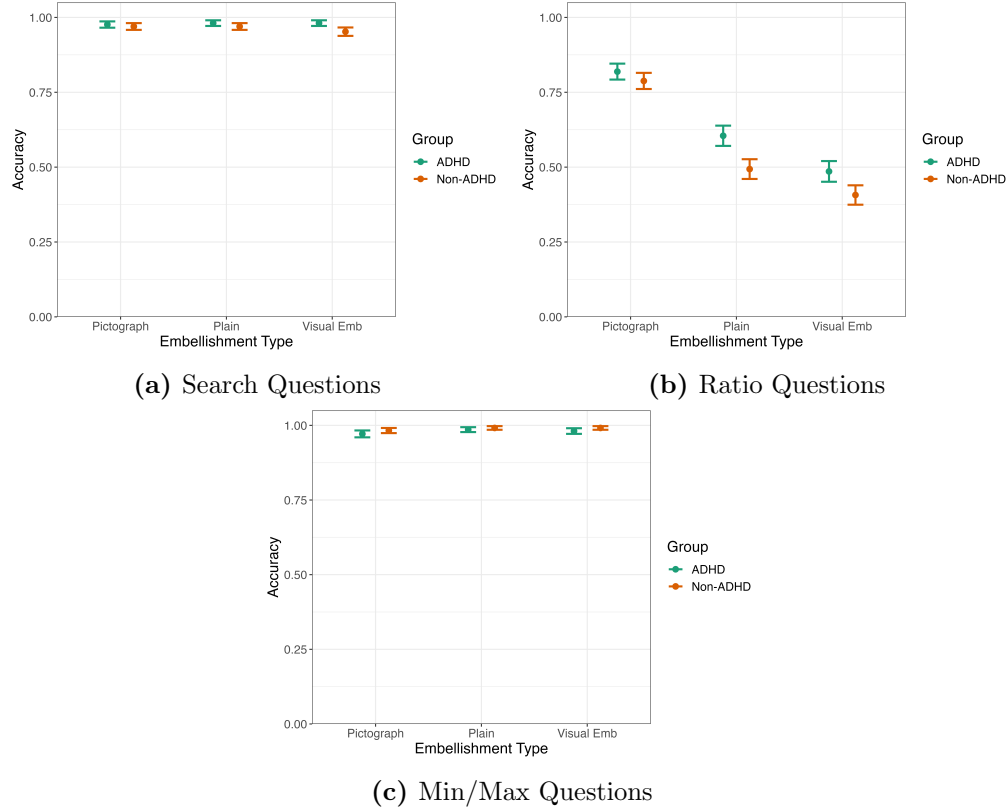 1.00
0.75
0.50
0.25
0.00
Accuracy
Pictograph Plain Visual Emb
Embellishment Type
Group
ADHD
Non-ADHD
(a) Search Questions
1.00
0.75
0.50
0.25
0.00
Accuracy
Pictograph Plain Visual Emb
Embellishment Type
Group
ADHD
Non-ADHD
(b) Ratio Questions
1.00
0.75
0.50
0.25
0.00
Accuracy
Pictograph Plain Visual Emb
Embellishment Type
Group
ADHD
Non-ADHD
(c) Min/Max Questions